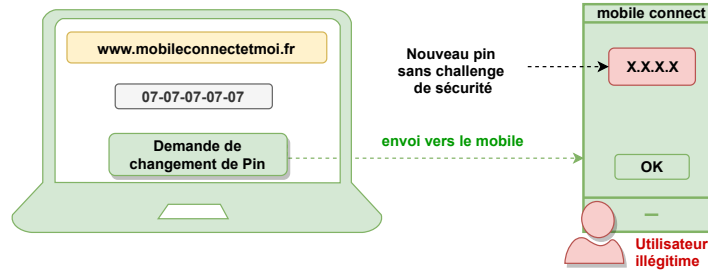 mobile connect
www.mobileconnectetmoi.fr
Nouveau pin
sans challenge
de sécurité
X.X.X.X
07-07-07-07-07
Demande de
changement de Pin
envoi vers le mobile
OK
Utilisateur
illégitime